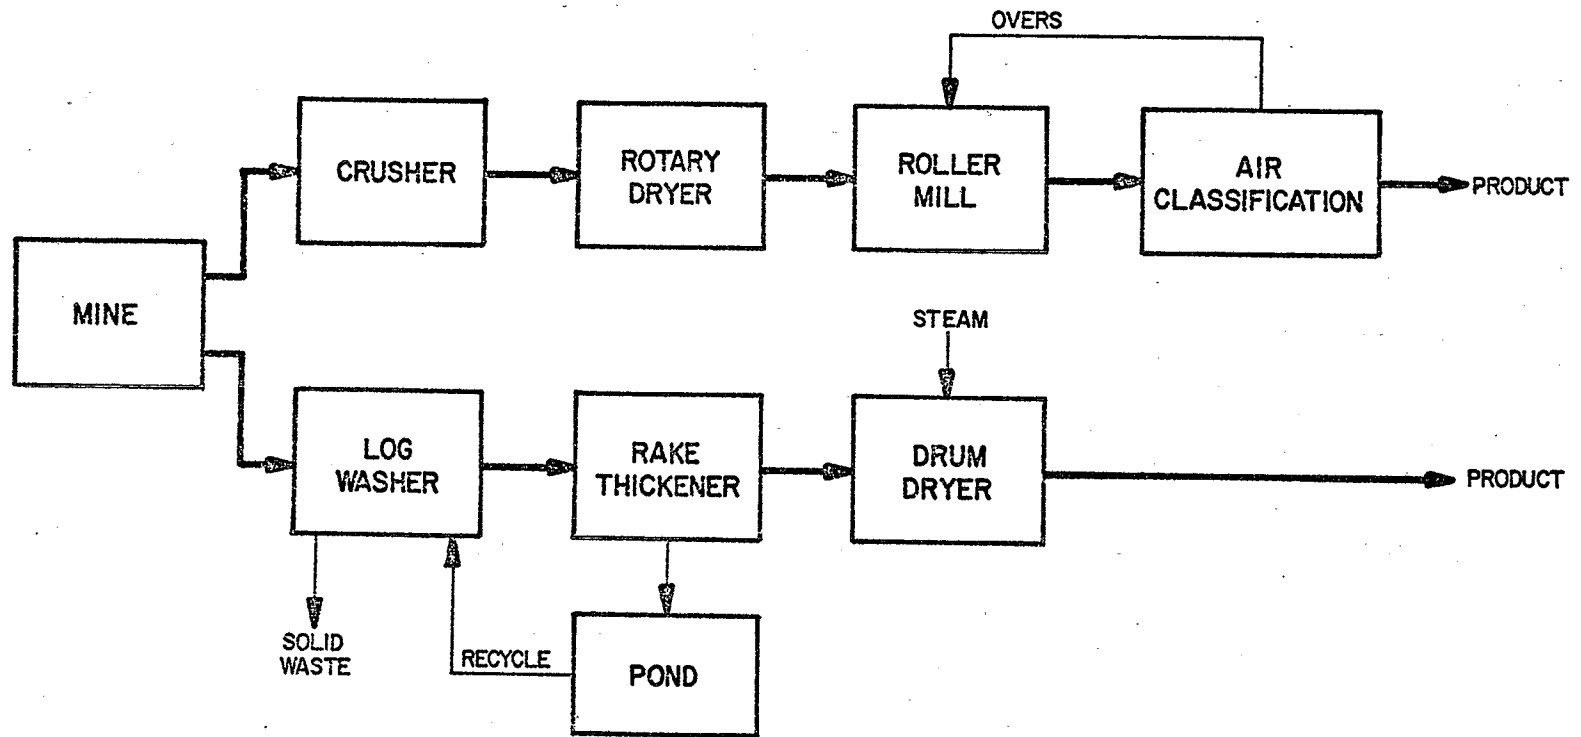 OVERS
CRUSHER
ROTARY
DRYER
ROLLER
MILL
AIR
CLASSIFICATION
PRODUCT
MINE
STEAM
LOG
WASHER
RAKE
THICKENER
DRUM
DRYER
PRODUCT
SOLID
WASTE
RECYCLE
POND